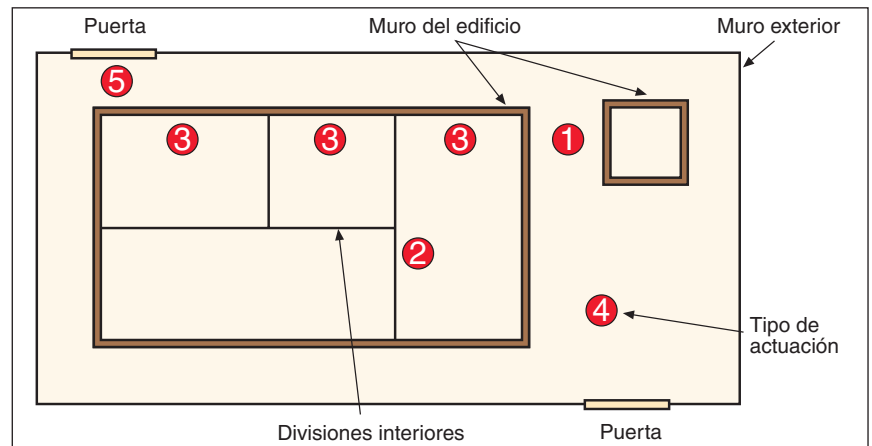 Puerta
Muro del edificio
Muro exterior
5
3
3
3
1
2
4
Tipo de
actuación
Divisiones interiores
Puerta